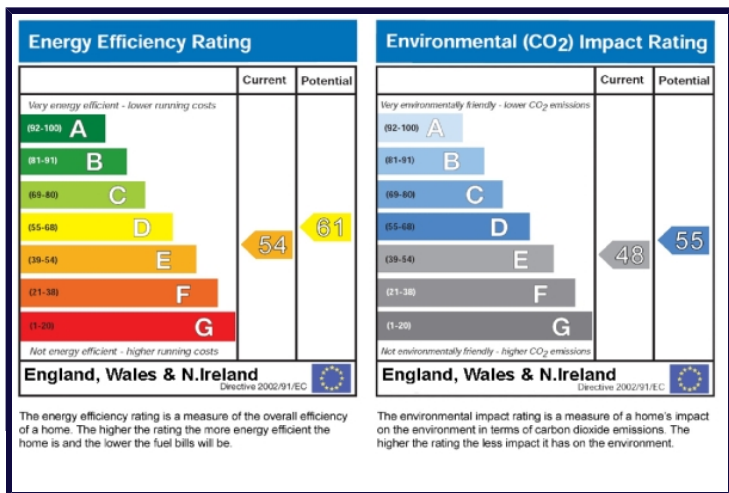 Energy Efficiency Rating
Current Potential
Very energy efficient - lower running costs
(92-100) A
(81-91) B
(69-80) C
(55-68) D
61
54
(39-54) E
(21-38) F
(1-20) G
Not energy efficient - higher running costs
England, Wales & N.Ireland
Directive 2002/91/EC
The energy efficiency rating is a measure of the overall efficiency
of a home. The higher the rating the more energy efficient the
home is and the lower the fuel bills will be.
Environmental (CO2) Impact Rating
Current Potential
Very environmentally friendly - lower CO2 emissions
(92-100) A
(81-91) B
(69-80) C
(55-68) D
55
48
(39-54) E
(21-38) F
(1-20) G
Not environmentally friendly - higher CO2 emissions
England, Wales & N.Ireland
Directive 2002/91/EC
The environmental impact rating is a measure of a home's impact
on the environment in terms of carbon dioxide emissions. The
higher the rating the less impact it has on the environment.